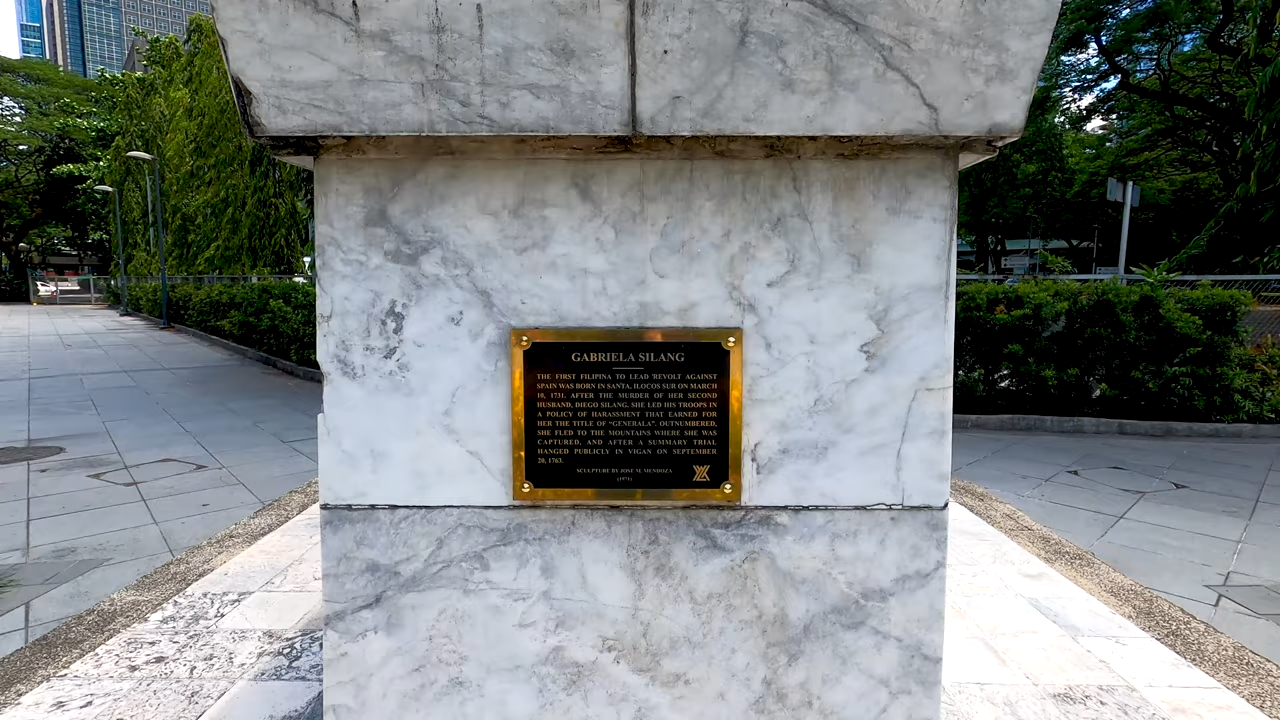 GABRIELA SILANG
THE FIRST FILIPINA TO LEAD REVOLT AGAINST
SPAIN WAS BORN IN SANTA, ILOCOS SUR ON MARCH
10, 1731. AFTER THE MURDER OF HER SECOND
HUSBAND, DIEGO SILANG, SHE LED HIS TROOPS IN
A POLICY OF HARASSMENT THAT EARNED FOR
HER THE TITLE OF "GENERALA". OUTNUMBERED,
SHE FLED TO THE MOUNTAINS WHERE SHE WAS
CAPTURED, AND AFTER A SUMMARY TRIAL
HANGED PUBLICLY IN VIGAN ON SEPTEMBER
20, 1763.
SCULPTURE BY JOSE M. MENDOZA
(1971)